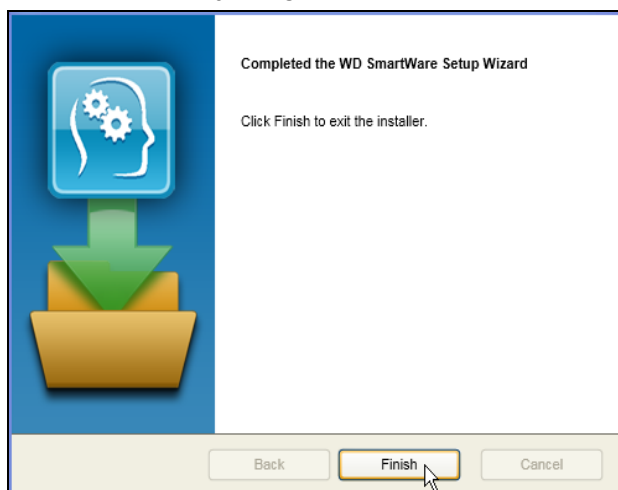 Completed the WD SmartWare Setup Wizard
Click Finish to exit the installer.
Back
Finish
Cancel